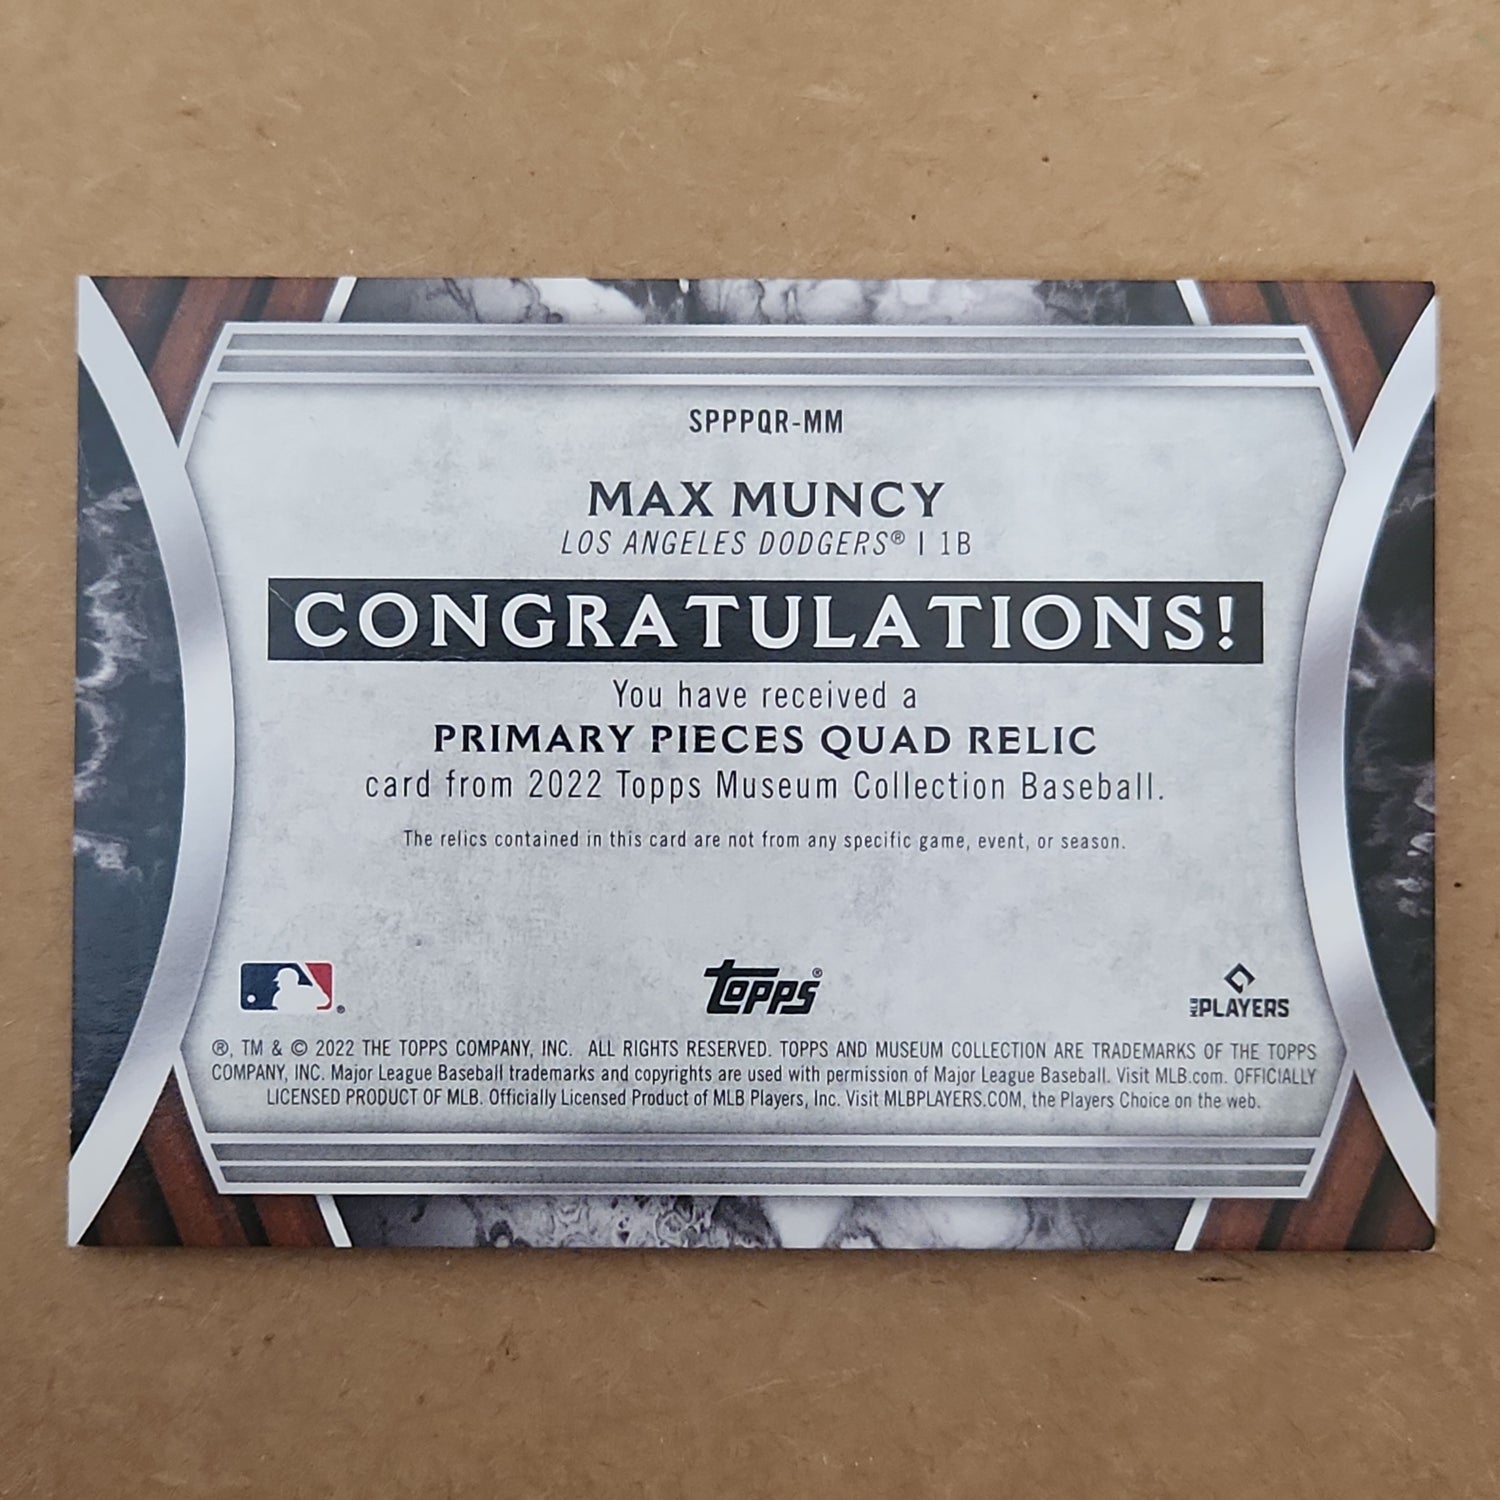 SPPPQR-MM
MAX MUNCY
LOS ANGELES DODGERS® | 1B
CONGRATULATIONS!
You have received a
PRIMARY PIECES QUAD RELIC
card from 2022 Topps Museum Collection Baseball.
The relics contained in this card are not from any specific game, event, or season.
®
Topps®
MLB PLAYERS
®, TM & © 2022 THE TOPPS COMPANY, INC. ALL RIGHTS RESERVED. TOPPS AND MUSEUM COLLECTION ARE TRADEMARKS OF THE TOPPS
COMPANY, INC. Major League Baseball trademarks and copyrights are used with permission of Major League Baseball. Visit MLB.com. OFFICIALLY
LICENSED PRODUCT OF MLB. Officially Licensed Product of MLB Players, Inc. Visit MLBPLAYERS.COM, the Players Choice on the web.